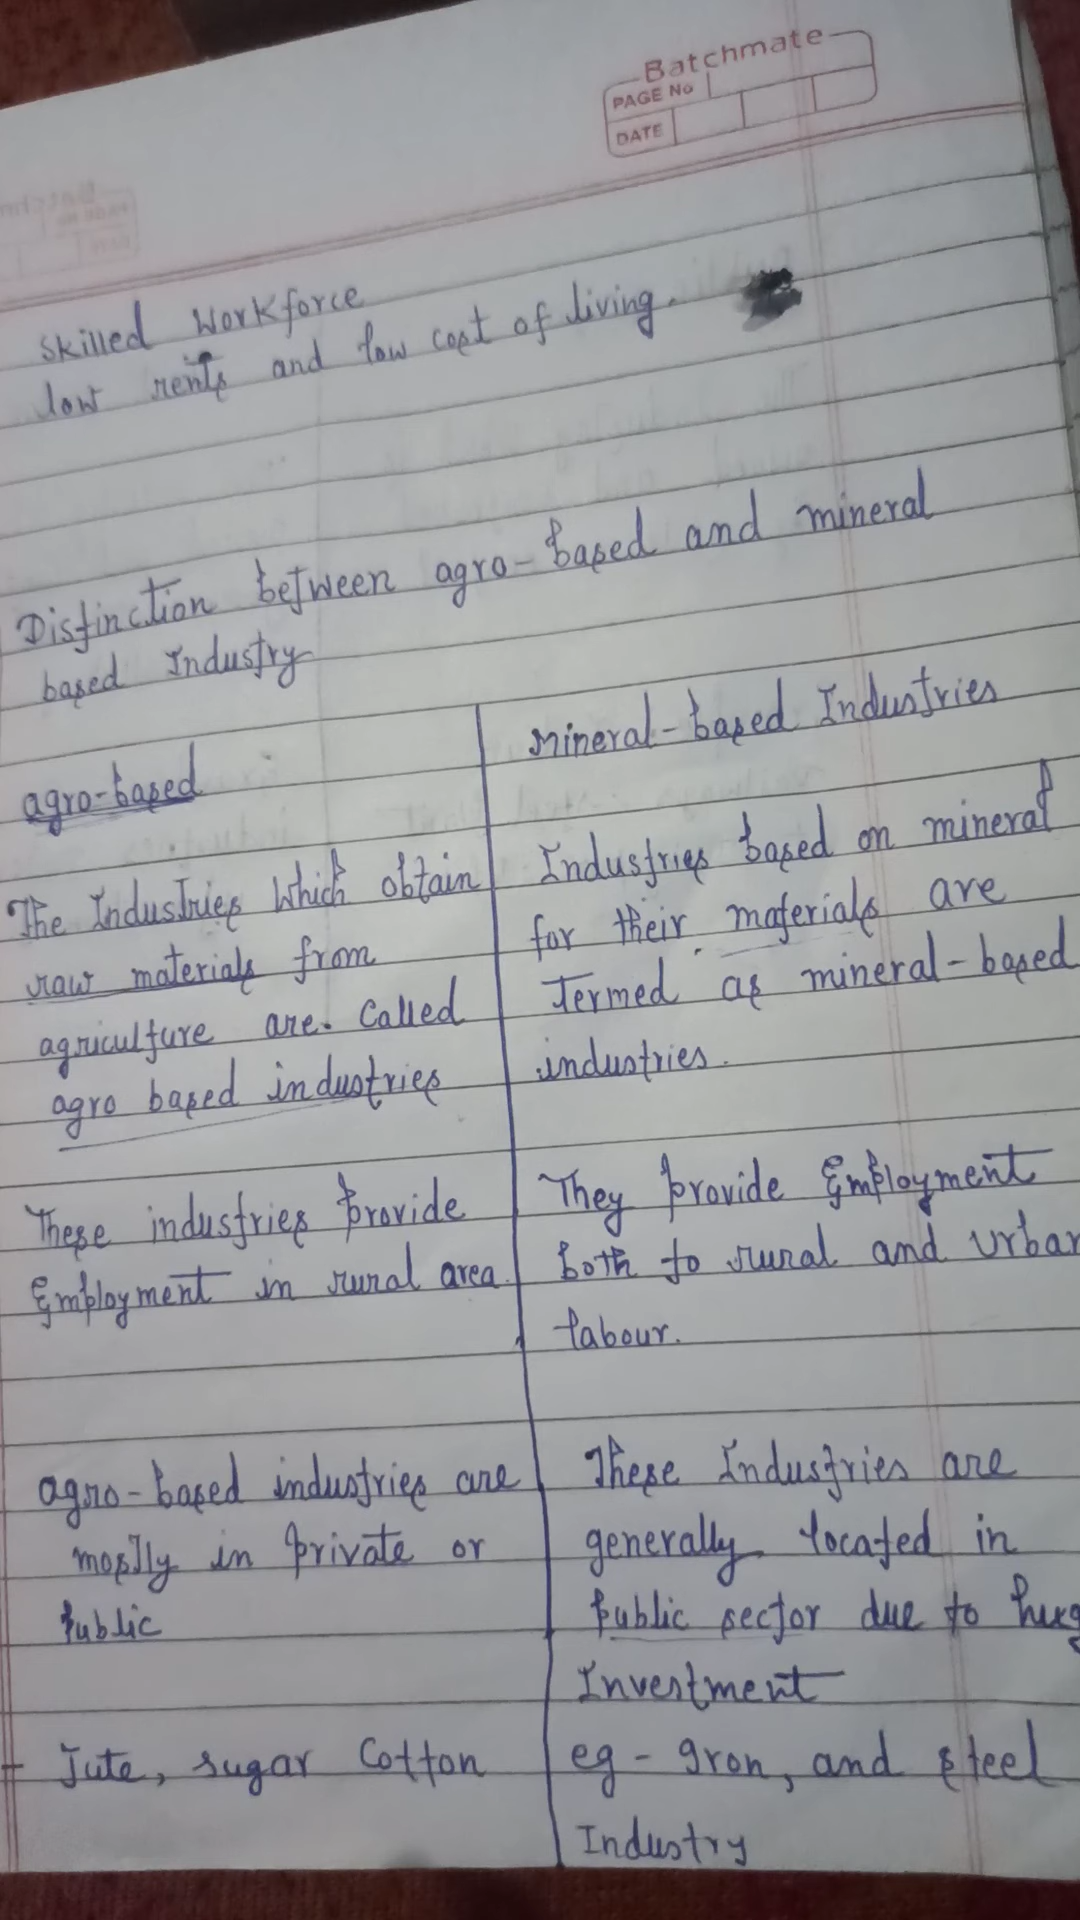 Batchmate
PAGE No
DATE
skilled workforce
low rents and low cost of living.
Distinction between agro-based and mineral
based Industry
agro-based
The Industries which obtain
raw materials from
agriculture are. called
agro based industries
These industries provide
Employment in rural area.
agro-based industries are
mostly in private or
public
Jute, sugar Cotton
Mineral-based Industries
Industries based on mineral
for their materials are
Termed as mineral-based
industries.
They provide Employment
both to rural and urban
labour.
These Industries are
generally located in
public sector due to hug
Investment
eg - Iron, and steel
Industry